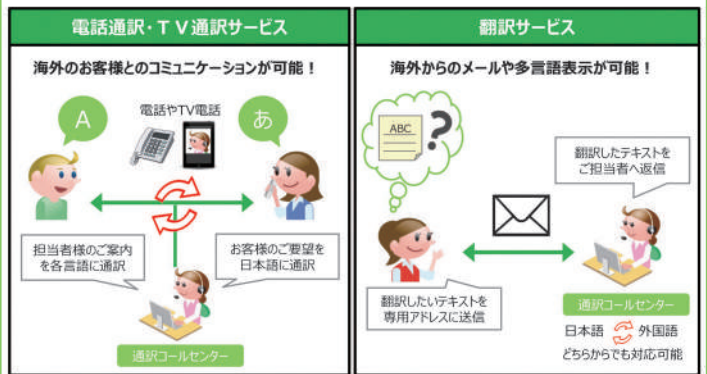 電話通訳・TV通訳サービス
海外のお客様とのコミュニケーションが可能！
A
電話やTV電話
あ
担当者様のご案内
を各言語に通訳
お客様のご要望を
日本語に通訳
通訳コールセンター
翻訳サービス
海外からのメールや多言語表示が可能！
ABC
?
翻訳したテキストを
ご担当者へ返信
翻訳したいテキストを
専用アドレスに送信
通訳コールセンター
日本語 外国語
どちらからでも対応可能